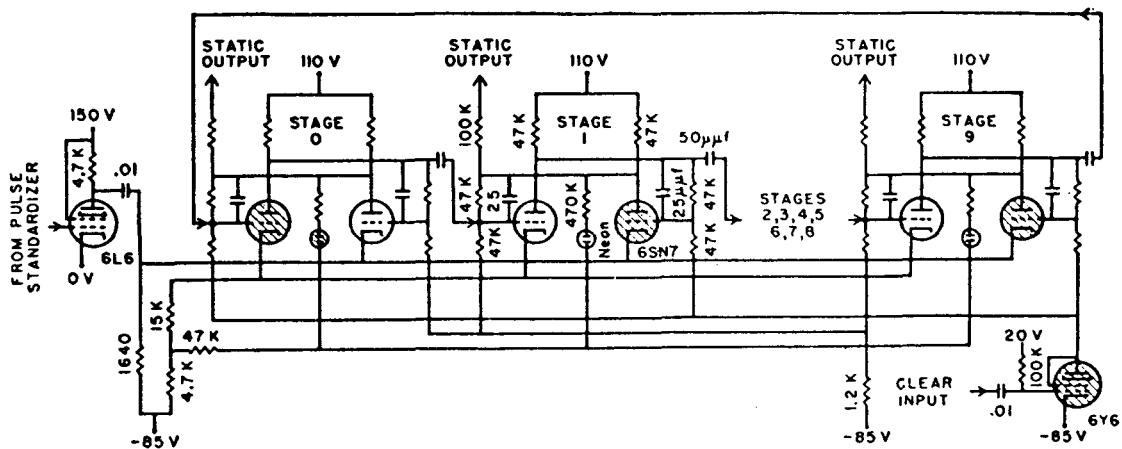 STATIC OUTPUT
110 V
STAGE 0
150 V
4.7 K
.01
FROM PULSE STANDARDIZER
6L6
0 V
1640
15 K
47 K
4.7 K
-85 V
STATIC OUTPUT
110 V
STAGE 1
100 K
47 K
47 K
50 μμf
47 K
25
47 K
470 K
Neon
6SN7
25 μμf
47 K
47 K
STAGES 2,3,4,5 6,7,8
STATIC OUTPUT
110 V
STAGE 9
1.2 K
-85 V
CLEAR INPUT
.01
20 V
100 K
6Y6
-85 V